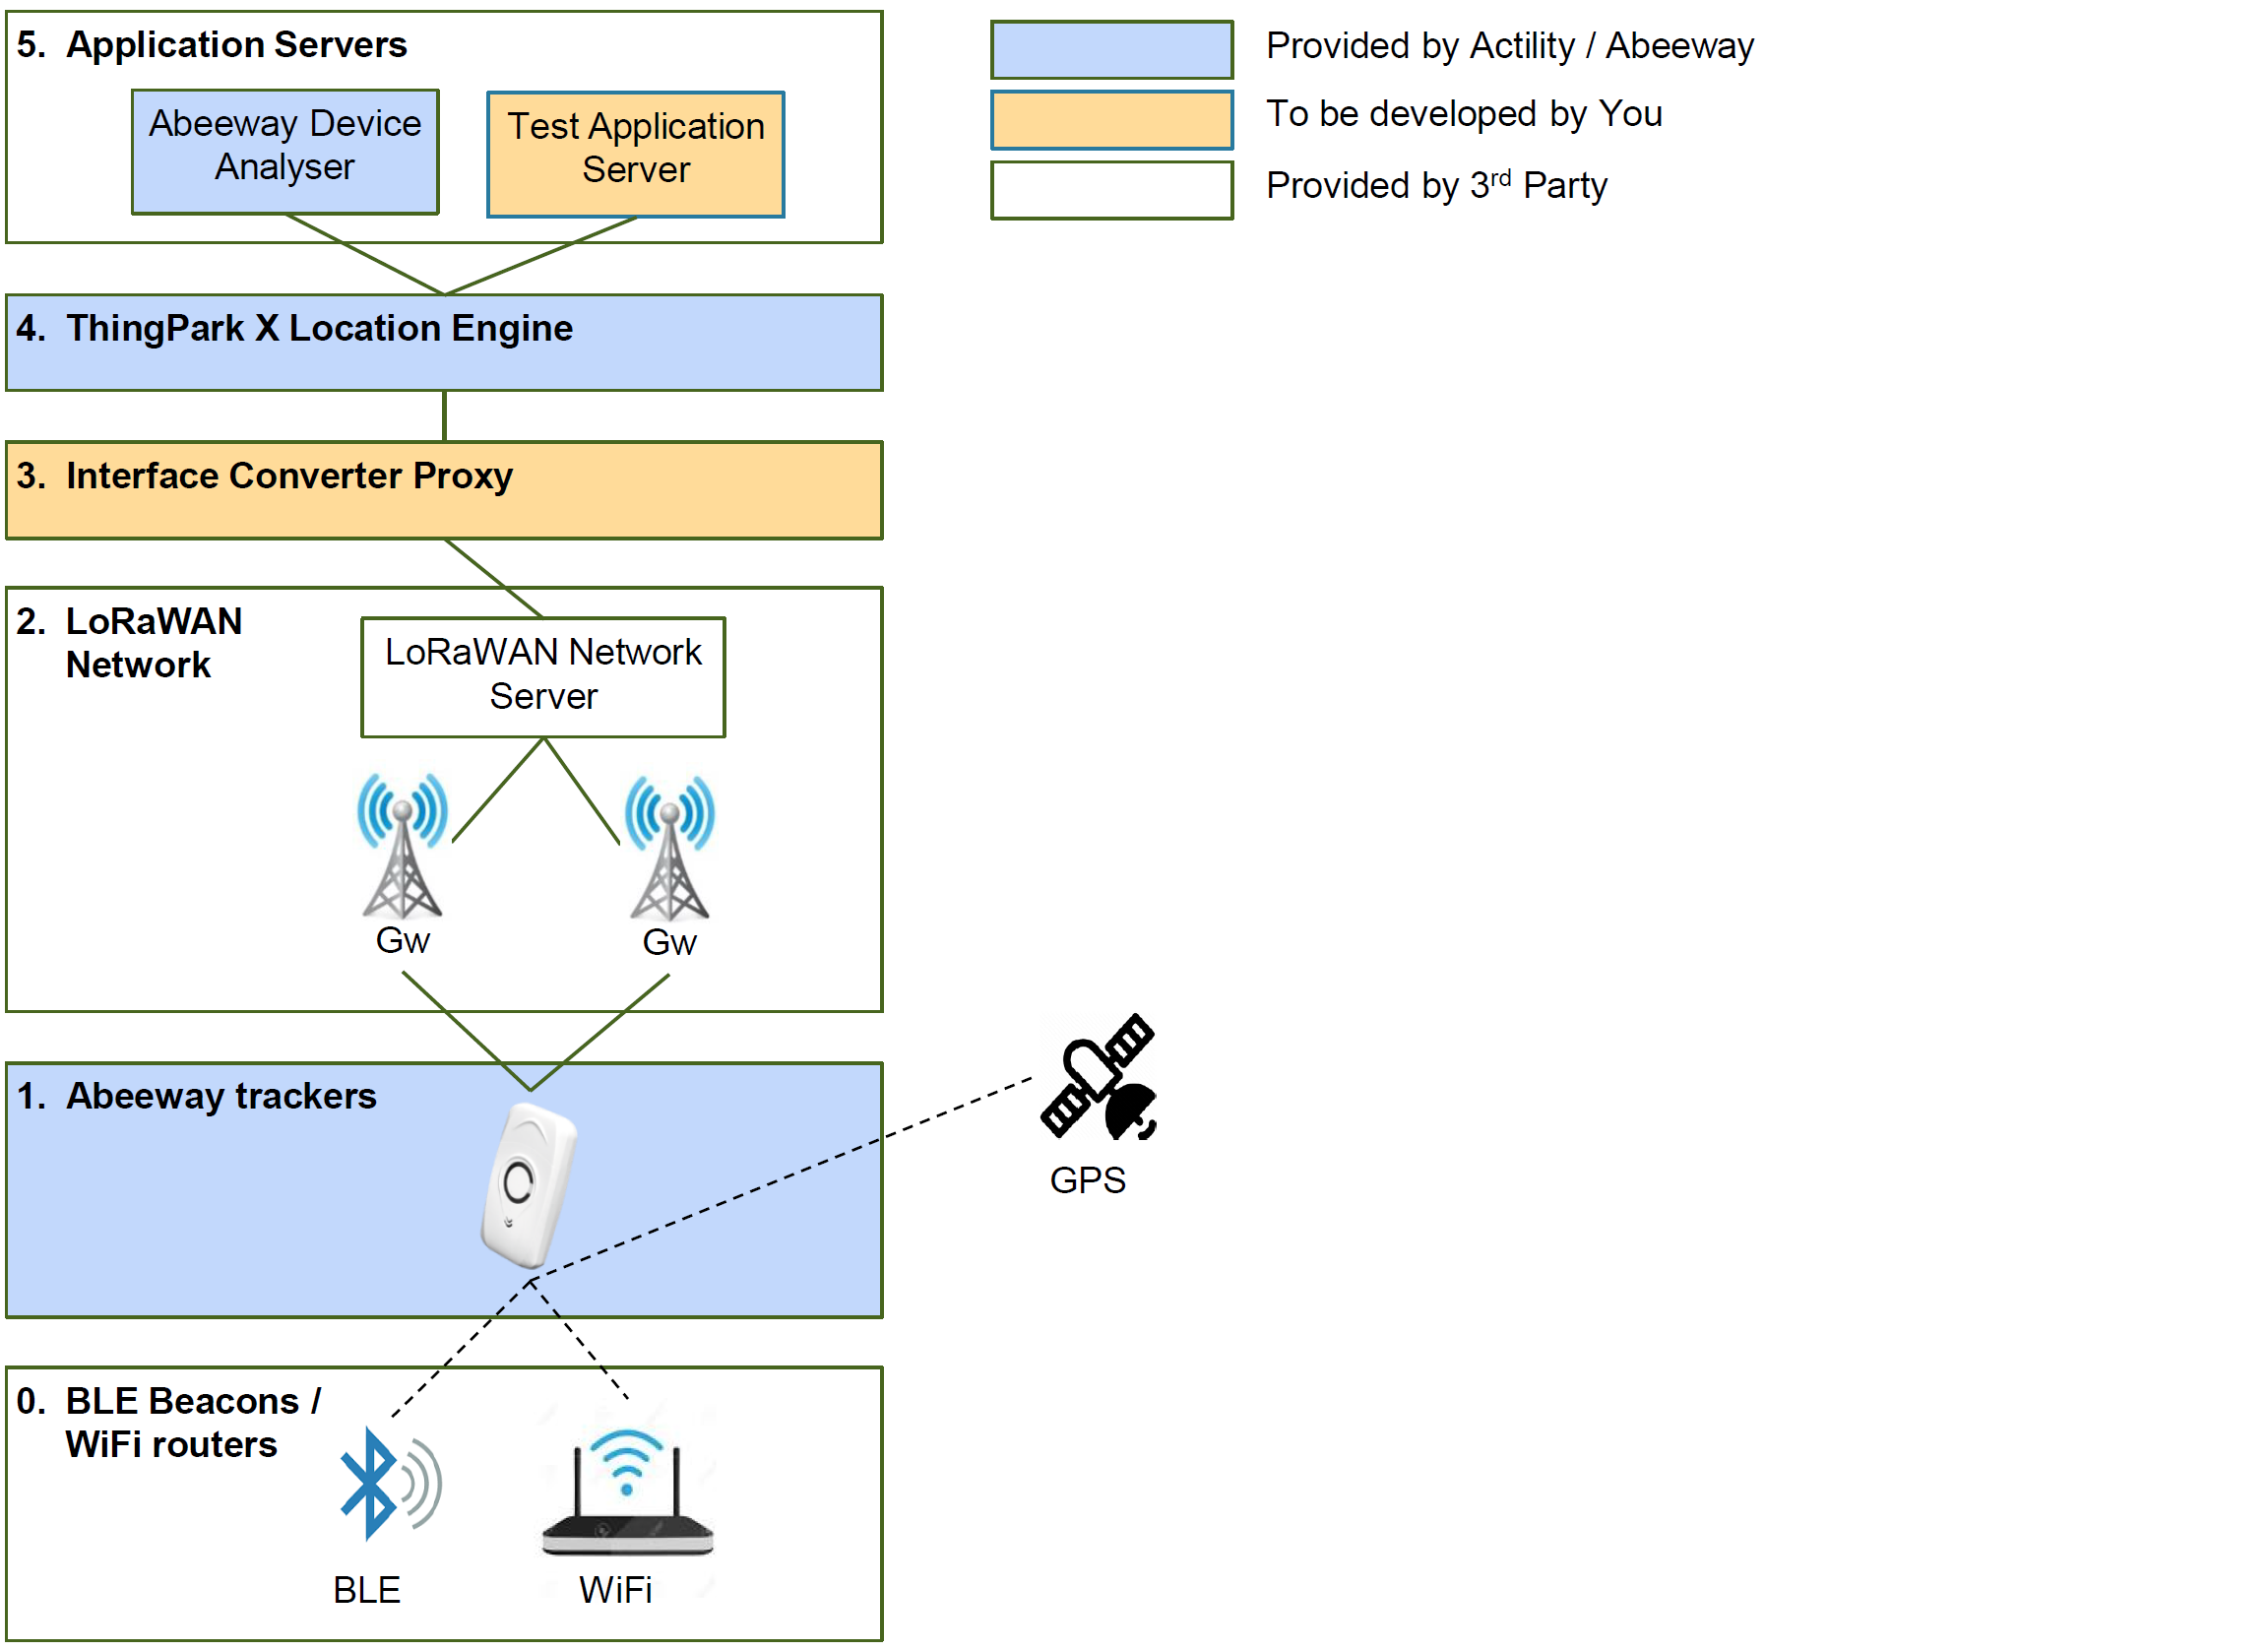 5. Application Servers
Abeeway Device
Analyser
Test Application
Server
Provided by Actility / Abeeway
To be developed by You
Provided by 3rd Party
4. ThingPark X Location Engine
3. Interface Converter Proxy
2. LoRaWAN
Network
LoRaWAN Network
Server
Gw
Gw
1. Abeeway trackers
GPS
0. BLE Beacons /
WiFi routers
BLE
WiFi